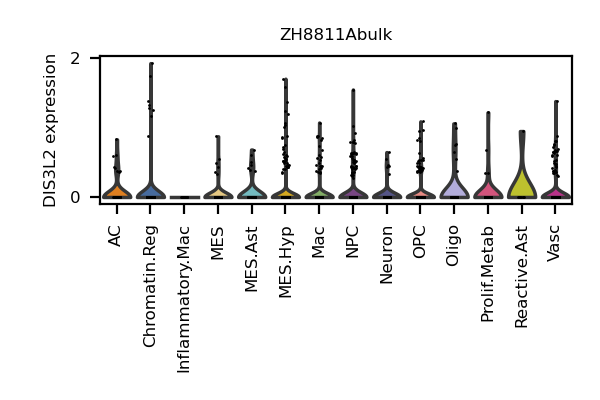 ZH8811Abulk
DIS3L2 expression
2
0
AC
Chromatin.Reg
Inflammatory.Mac
MES
MES.Ast
MES.Hyp
Mac
NPC
Neuron
OPC
Oligo
Prolif.Metab
Reactive.Ast
Vasc